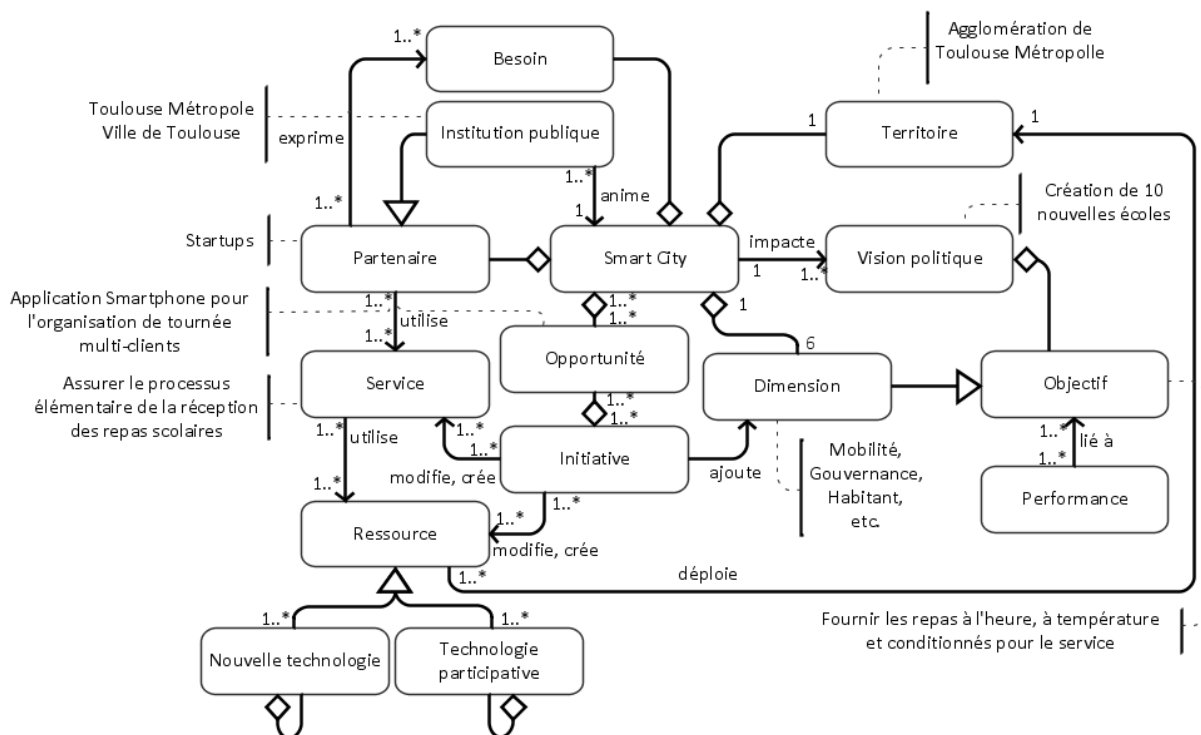 Agglomération de
Toulouse Métropolle
1..*
Besoin
Toulouse Métropole
Ville de Toulouse
exprime
Institution publique
1
Territoire
1
1..*
anime
Création de 10
nouvelles écoles
1..*
1
Startups
Partenaire
Smart City
impacte
1
1..*
Vision politique
Application Smartphone pour
l'organisation de tournée
multi-clients
1..*
utilise
1..*
1..*
1..*
1
6
Opportunité
Service
Dimension
Objectif
Assurer le processus
élémentaire de la réception
des repas scolaires
1..*
1..*
1..*
utilise
1..*
1..*
modifie, crée
Initiative
ajoute
1..*
lié à
1..*
Mobilité,
Gouvernance,
Habitant,
etc.
Performance
1..*
1..*
1..*
Ressource
modifie, crée
1..*
déploie
1..*
1..*
Nouvelle technologie
Technologie
participative
Fournir les repas à l'heure, à température
et conditionnés pour le service